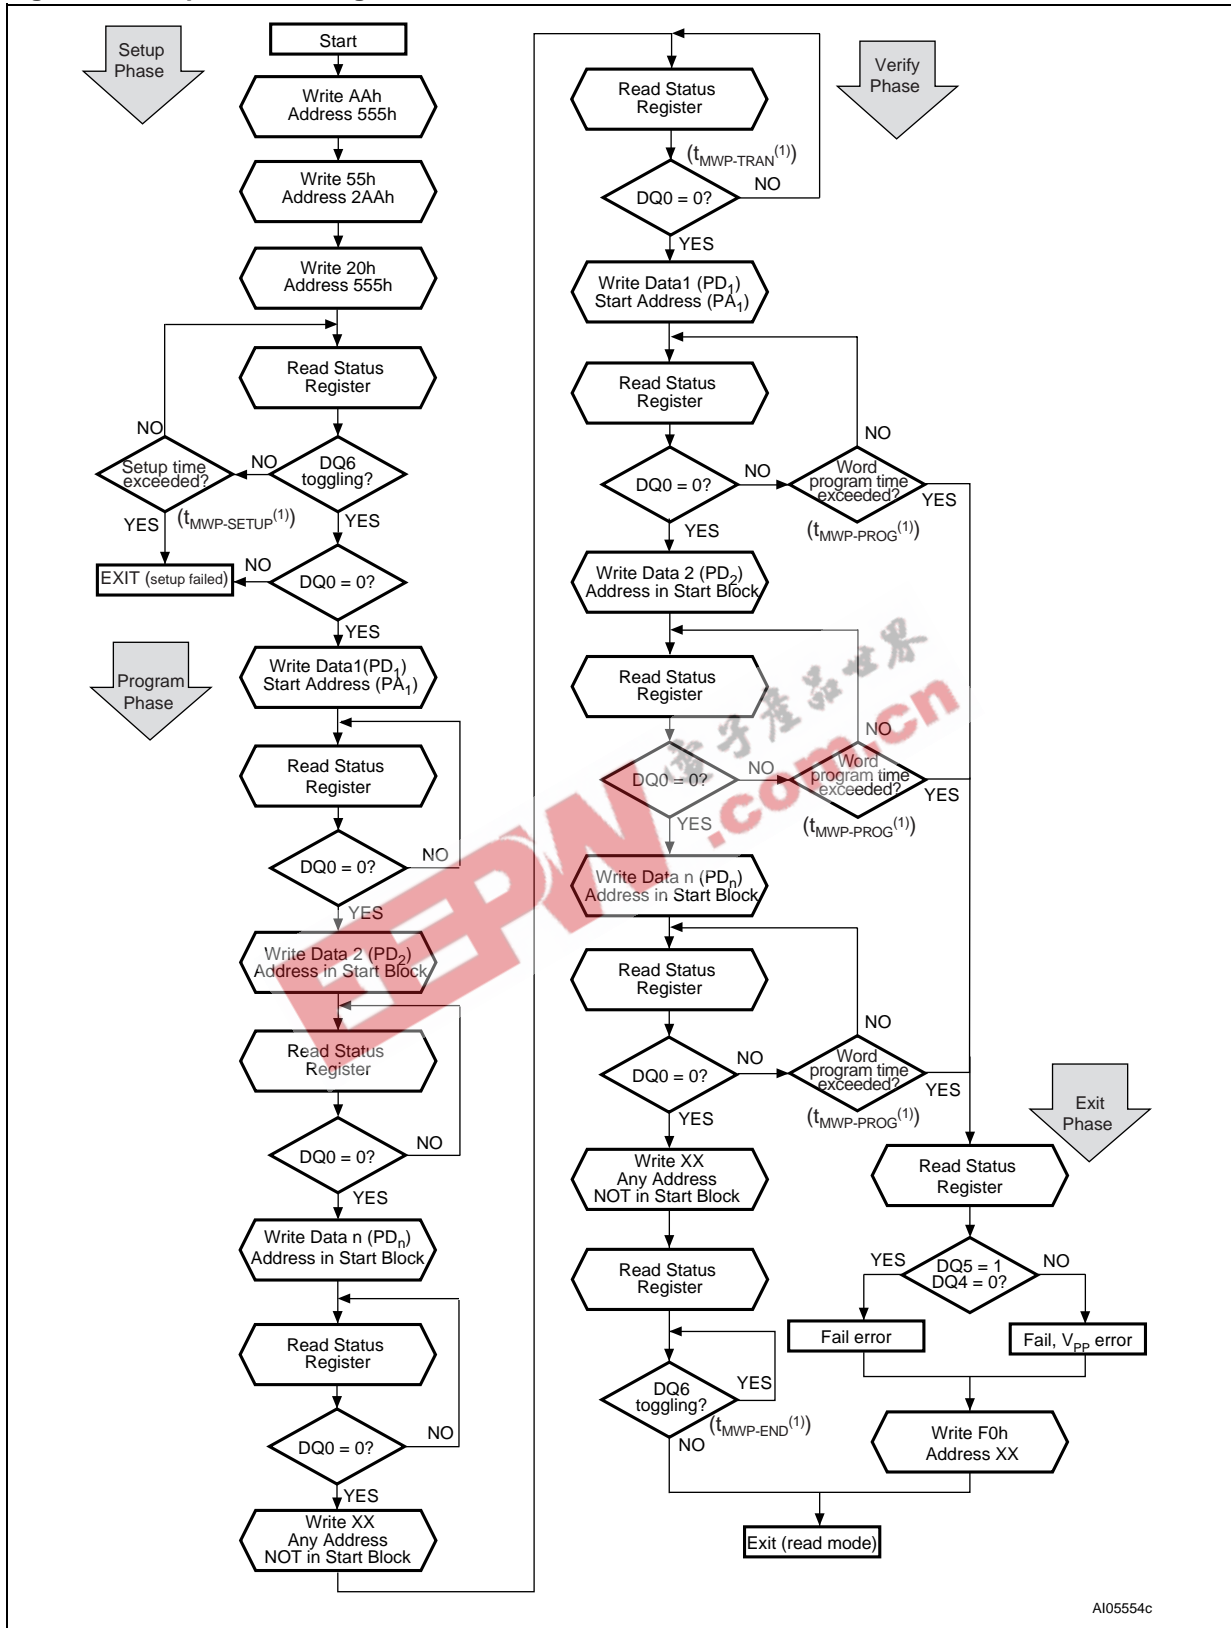 Setup
Phase
Start
Write AAh
Address 555h
Write 55h
Address 2AAh
Write 20h
Address 555h
Read Status
Register
NO
Setup time
exceeded?
NO
DQ6
toggling?
YES
(tMWP-SETUP(1))
YES
EXIT (setup failed)
NO
DQ0 = 0?
YES
Program
Phase
Write Data1(PD1)
Start Address (PA1)
Read Status
Register
DQ0 = 0?
NO
YES
Write Data 2 (PD2)
Address in Start Block
Read Status
Register
DQ0 = 0?
NO
YES
Write Data n (PDn)
Address in Start Block
Read Status
Register
DQ0 = 0?
NO
YES
Write XX
Any Address
NOT in Start Block
Verify
Phase
Read Status
Register
(tMWP-TRAN(1))
DQ0 = 0?
NO
YES
Write Data1 (PD1)
Start Address (PA1)
Read Status
Register
NO
DQ0 = 0?
NO
Word
program time
exceeded?
YES
YES
(tMWP-PROG(1))
Write Data 2 (PD2)
Address in Start Block
Read Status
Register
NO
DQ0 = 0?
NO
Word
program time
exceeded?
YES
YES
(tMWP-PROG(1))
Write Data n (PDn)
Address in Start Block
Read Status
Register
NO
DQ0 = 0?
NO
Word
program time
exceeded?
YES
YES
(tMWP-PROG(1))
Write XX
Any Address
NOT in Start Block
Read Status
Register
DQ6
toggling?
YES
(tMWP-END(1))
NO
Exit
Phase
Read Status
Register
YES
DQ5 = 1
DQ4 = 0?
NO
Fail error
Fail, VPP error
Write F0h
Address XX
Exit (read mode)
EEPW.com.cn
電子產品世界
AI05554c